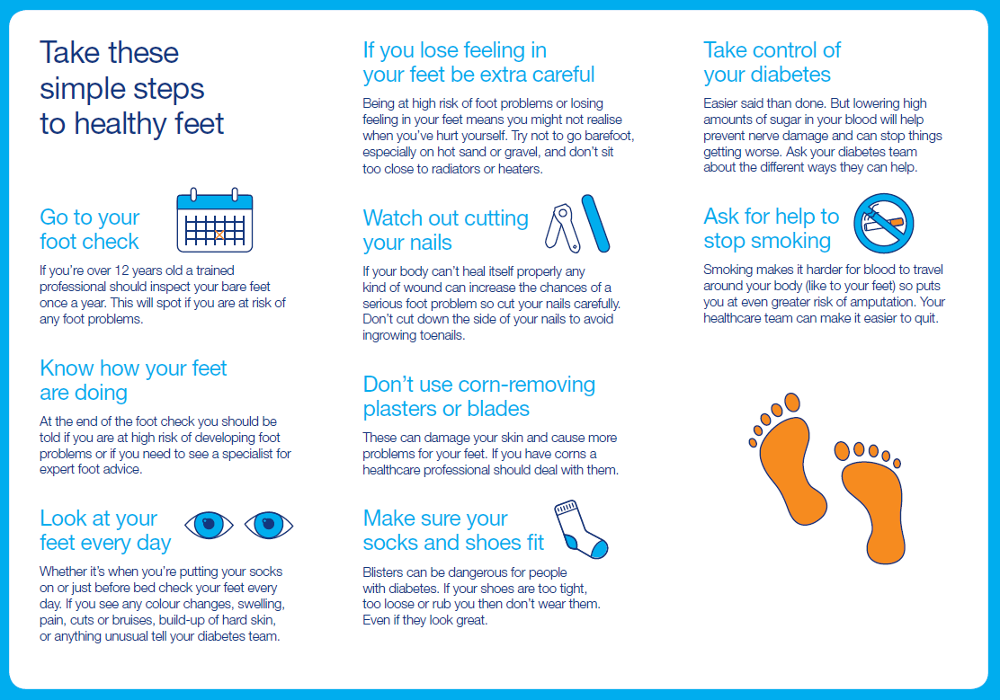 Take these
simple steps
to healthy feet
Go to your
foot check
If you’re over 12 years old a trained
professional should inspect your bare feet
once a year. This will spot if you are at risk of
any foot problems.
Know how your feet
are doing
At the end of the foot check you should be
told if you are at high risk of developing foot
problems or if you need to see a specialist for
expert foot advice.
Look at your
feet every day
Whether it’s when you’re putting your socks
on or just before bed check your feet every
day. If you see any colour changes, swelling,
pain, cuts or bruises, build-up of hard skin,
or anything unusual tell your diabetes team.
If you lose feeling in
your feet be extra careful
Being at high risk of foot problems or losing
feeling in your feet means you might not realise
when you’ve hurt yourself. Try not to go barefoot,
especially on hot sand or gravel, and don’t sit
too close to radiators or heaters.
Watch out cutting
your nails
If your body can’t heal itself properly any
kind of wound can increase the chances of a
serious foot problem so cut your nails carefully.
Don’t cut down the side of your nails to avoid
ingrowing toenails.
Don’t use corn-removing
plasters or blades
These can damage your skin and cause more
problems for your feet. If you have corns a
healthcare professional should deal with them.
Make sure your
socks and shoes fit
Blisters can be dangerous for people
with diabetes. If your shoes are too tight,
too loose or rub you then don’t wear them.
Even if they look great.
Take control of
your diabetes
Easier said than done. But lowering high
amounts of sugar in your blood will help
prevent nerve damage and can stop things
getting worse. Ask your diabetes team
about the different ways they can help.
Ask for help to
stop smoking
Smoking makes it harder for blood to travel
around your body (like to your feet) so puts
you at even greater risk of amputation. Your
healthcare team can make it easier to quit.